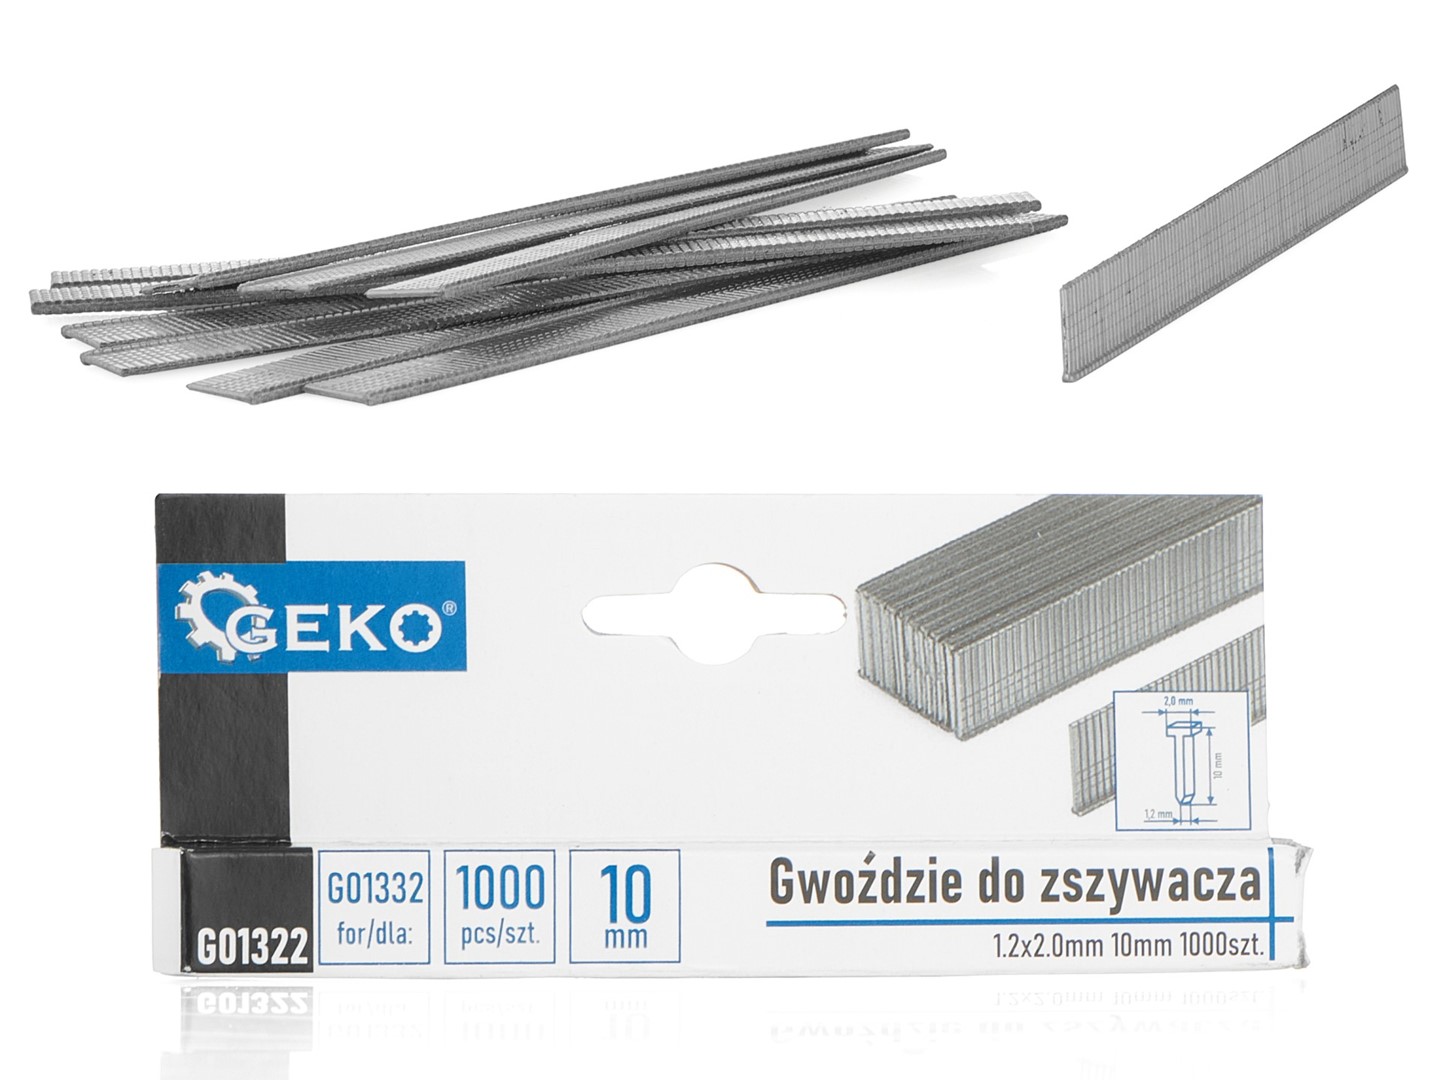 GEKO®
2,0 mm
10 mm
1,2 mm
G01322
G01332
for/dla:
1000
pcs/szt.
10
mm
Gwoździe do zszywacza
1.2x2.0mm 10mm 1000szt.